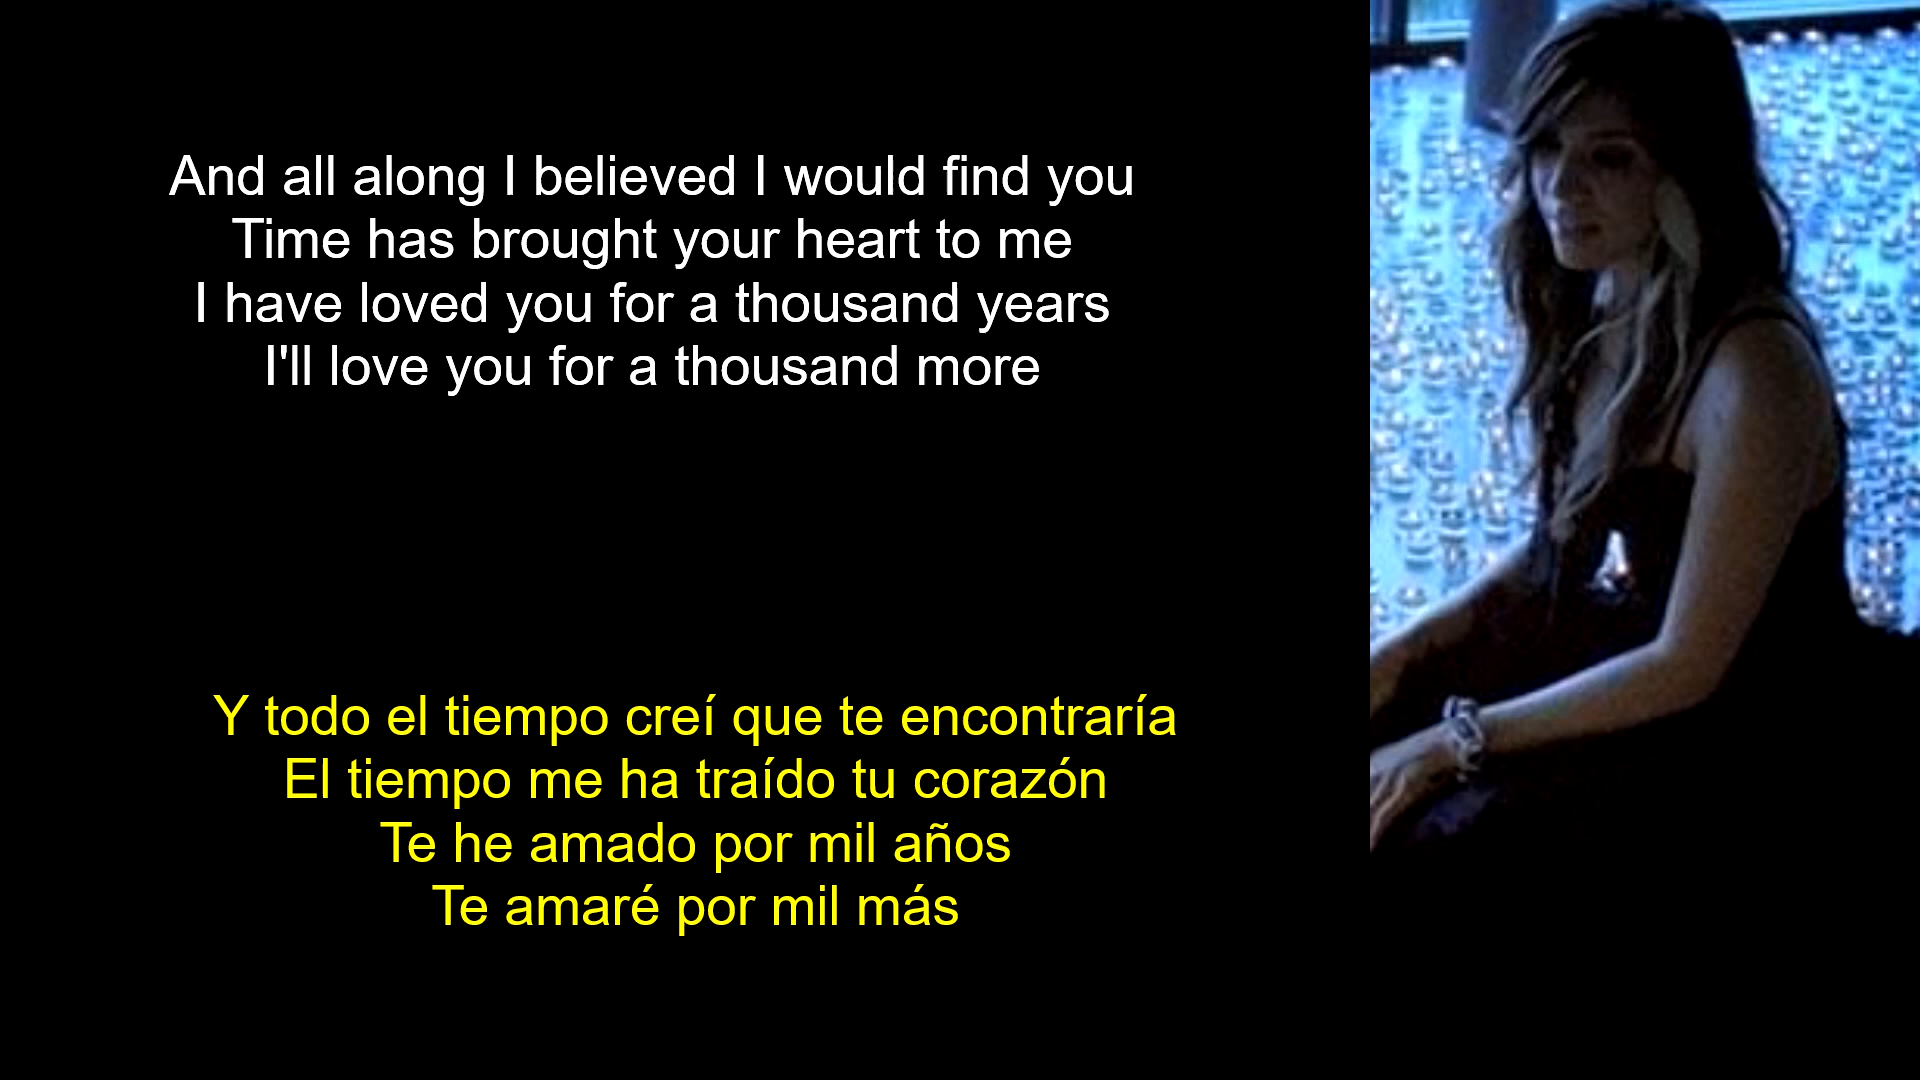 And all along I believed I would find you
Time has brought your heart to me
I have loved you for a thousand years
I'll love you for a thousand more
Y todo el tiempo creí que te encontraría
El tiempo me ha traído tu corazón
Te he amado por mil años
Te amaré por mil más